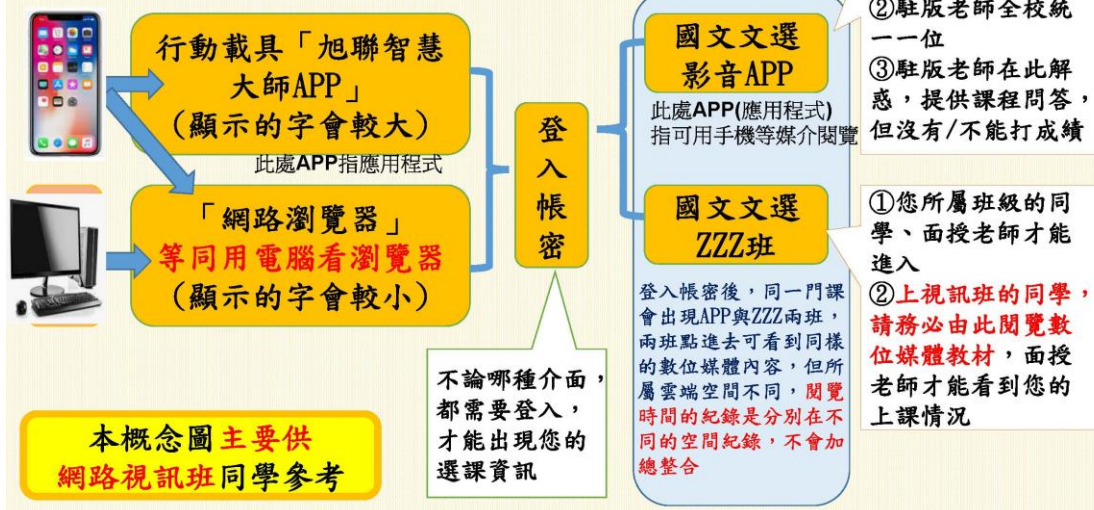 行動載具「旭聯智慧
大師APP」
（顯示的字會較大）
此處APP指應用程式
「網路瀏覽器」
等同用電腦看瀏覽器
（顯示的字會較小）
登
入
帳
密
不論哪種介面，
都需要登入，
才能出現您的
選課資訊
本概念圖主要供
網路視訊班同學參考
國文文選
影音APP
此處APP(應用程式)
指可用手機等媒介閱覽
國文文選
ZZZ班
登入帳密後，同一門課
會出現APP與ZZZ兩班，
兩班點進去可看到同樣
的數位媒體內容，但所
屬雲端空間不同，閱覽
時間的紀錄是分別在不
同的空間紀錄，不會加
總整合
②駐版老師全校統
一一位
③駐版老師在此解
惑，提供課程問答，
但沒有/不能打成績
①您所屬班級的同
學、面授老師才能
進入
②上視訊班的同學，
請務必由此閱覽數
位媒體教材，面授
老師才能看到您的
上課情況